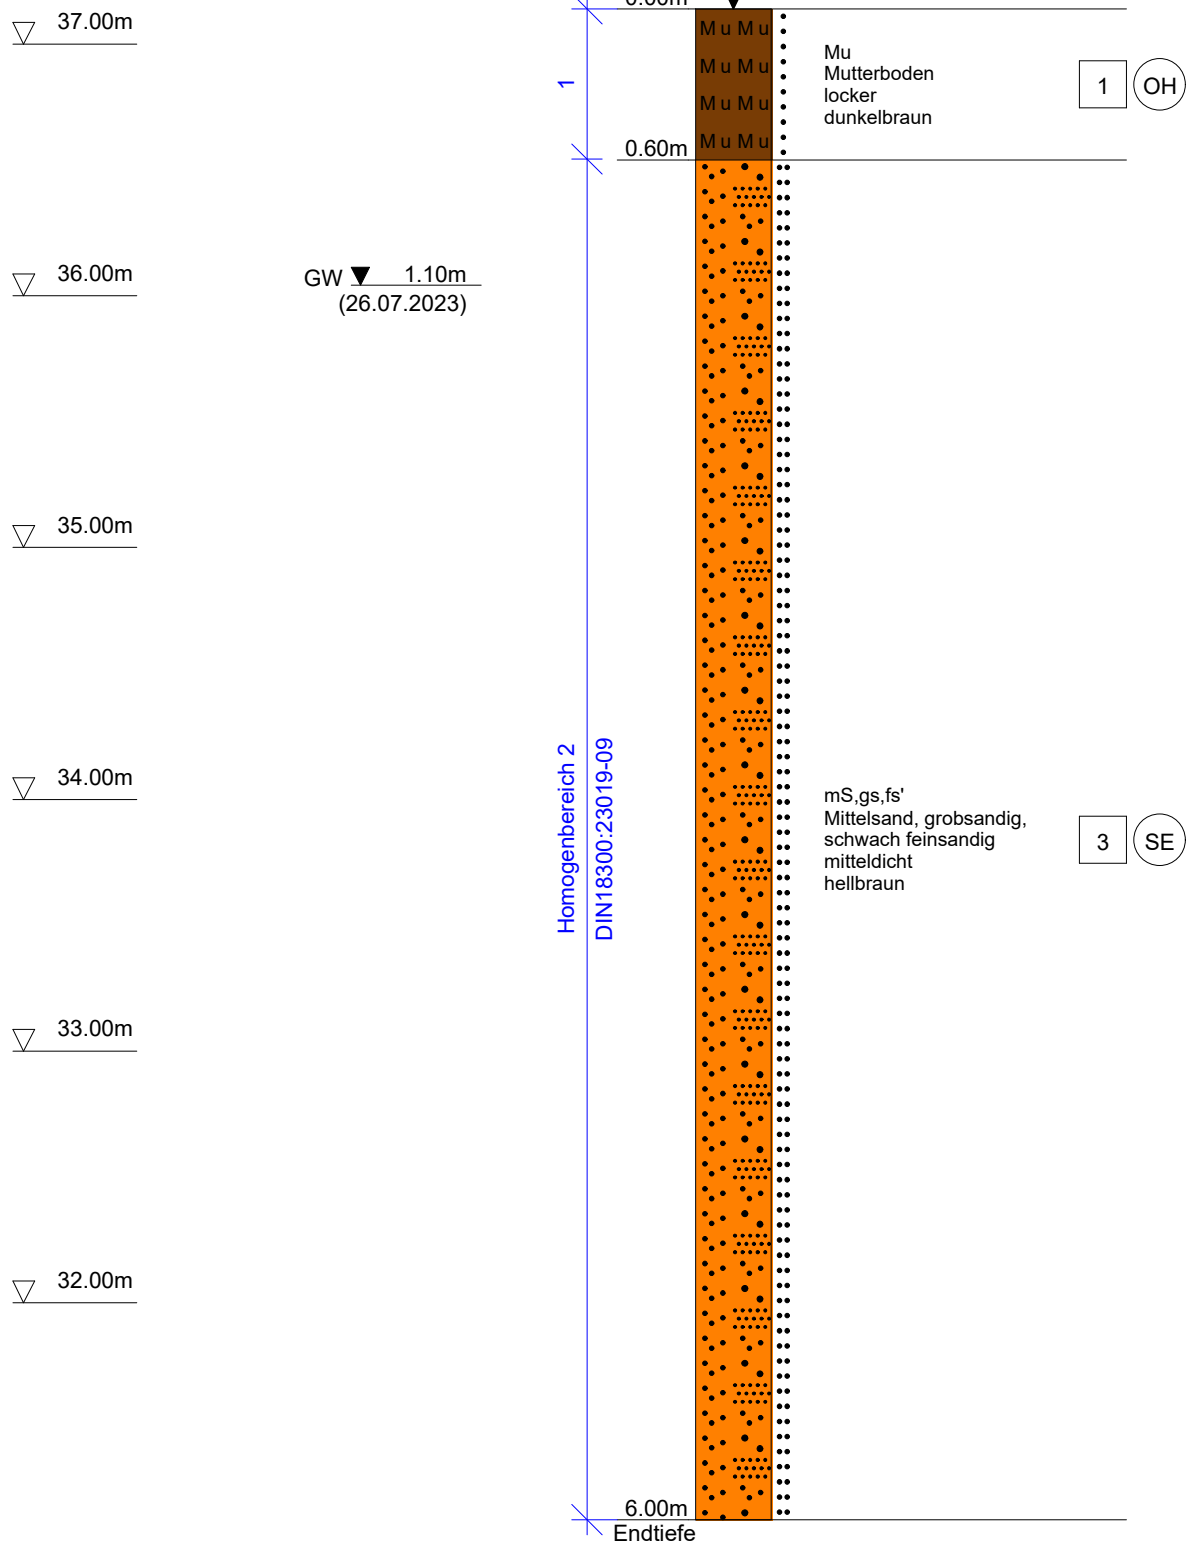 0.00m
37.00m
Mu Mu
Mu Mu
Mu Mu
Mu Mu
1
Mu
Mutterboden
locker
dunkelbraun
1
OH
0.60m
36.00m
GW 1.10m
(26.07.2023)
35.00m
34.00m
Homogenbereich 2
DIN18300:23019-09
mS,gs,fs'
Mittelsand, grobsandig,
schwach feinsandig
mitteldicht
hellbraun
3
SE
33.00m
32.00m
6.00m
Endtiefe